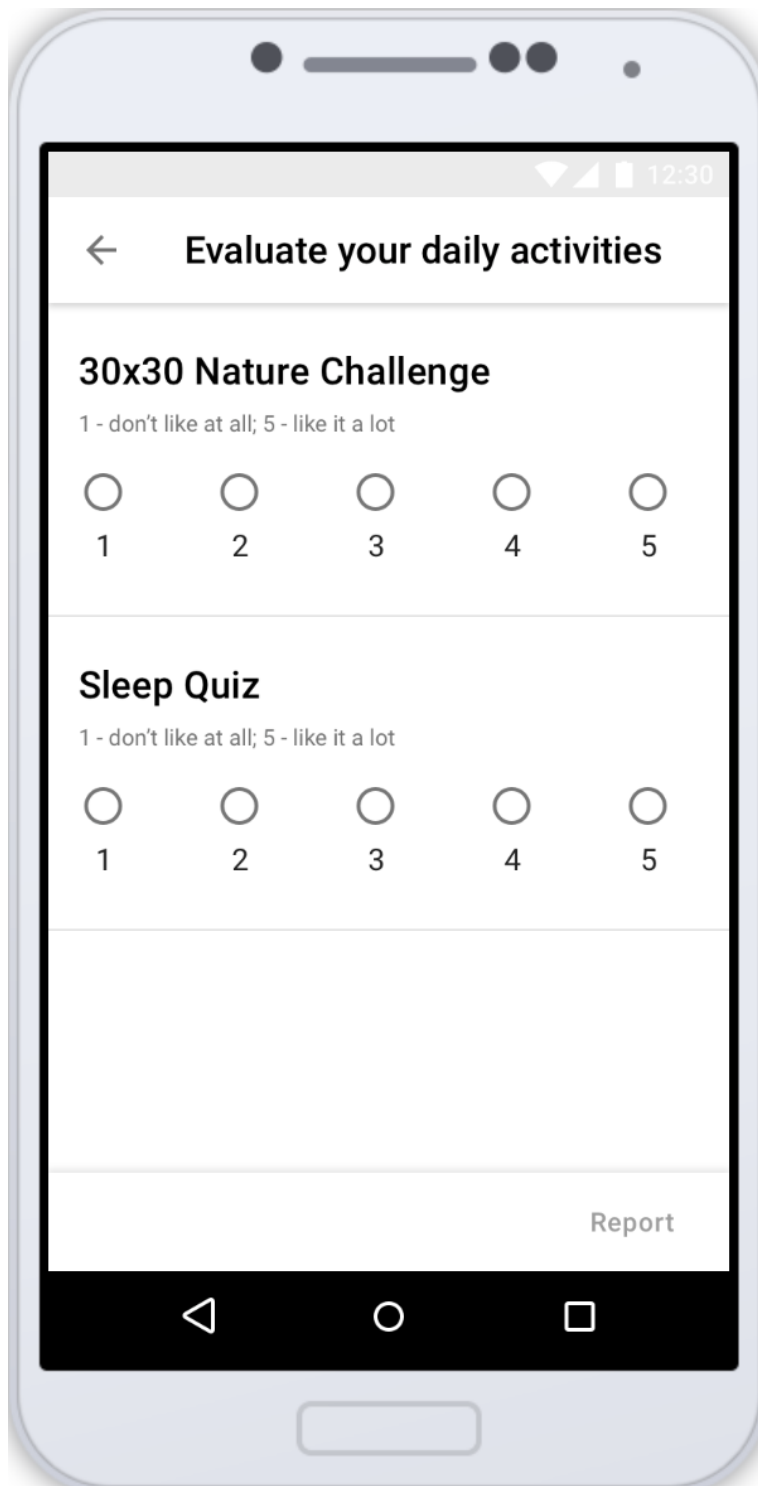 12:30
Evaluate your daily activities
30x30 Nature Challenge
1 - don't like at all; 5 - like it a lot
1 2 3 4 5
Sleep Quiz
1 - don't like at all; 5 - like it a lot
1 2 3 4 5
Report